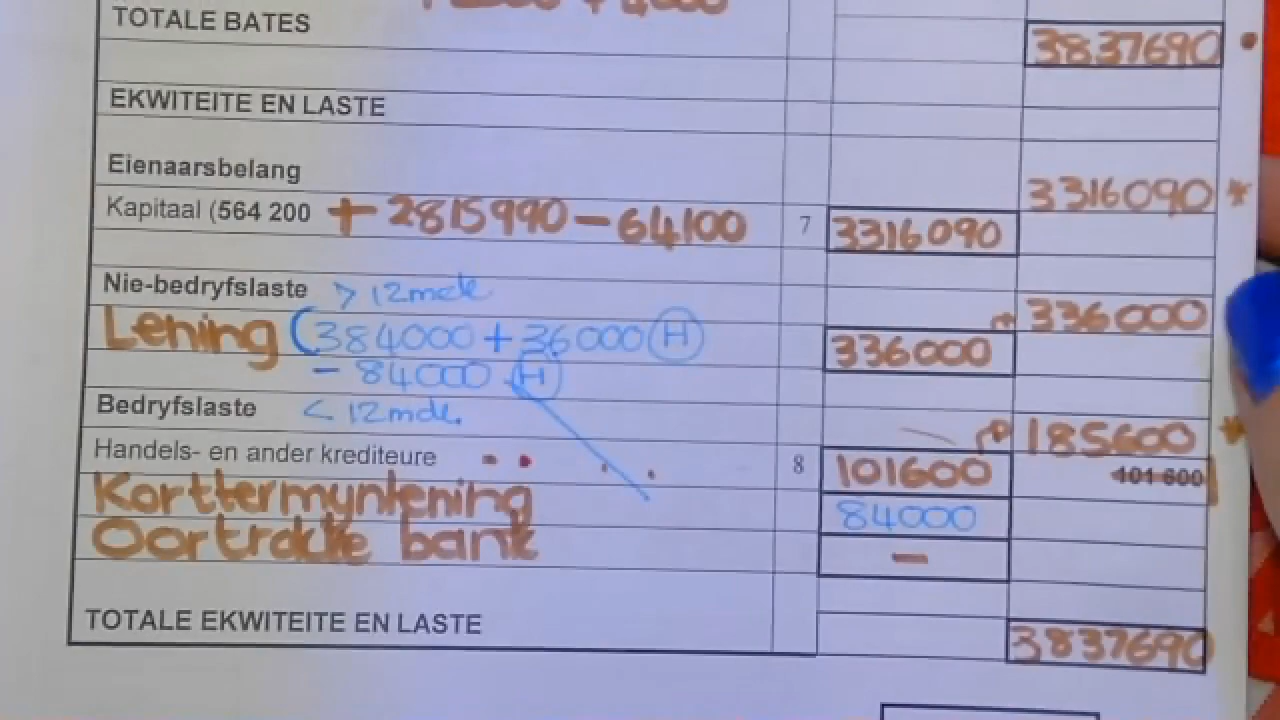 TOTALE BATES
3837690
EKWITEITE EN LASTE
Eienaarsbelang
3316090 *
Kapitaal (564 200 + 2815990 - 64100 7 3316090
Nie-bedryfslaste > 12mde
336000
Lening (384000 + 36000 (H) 336000
- 84000 (H)
Bedryfslaste < 12mde.
185600 *
Handels- en ander krediteure 8 101600 101 600
Korttermynlening 84000
Oortrokke bank -
TOTALE EKWITEITE EN LASTE 3837690